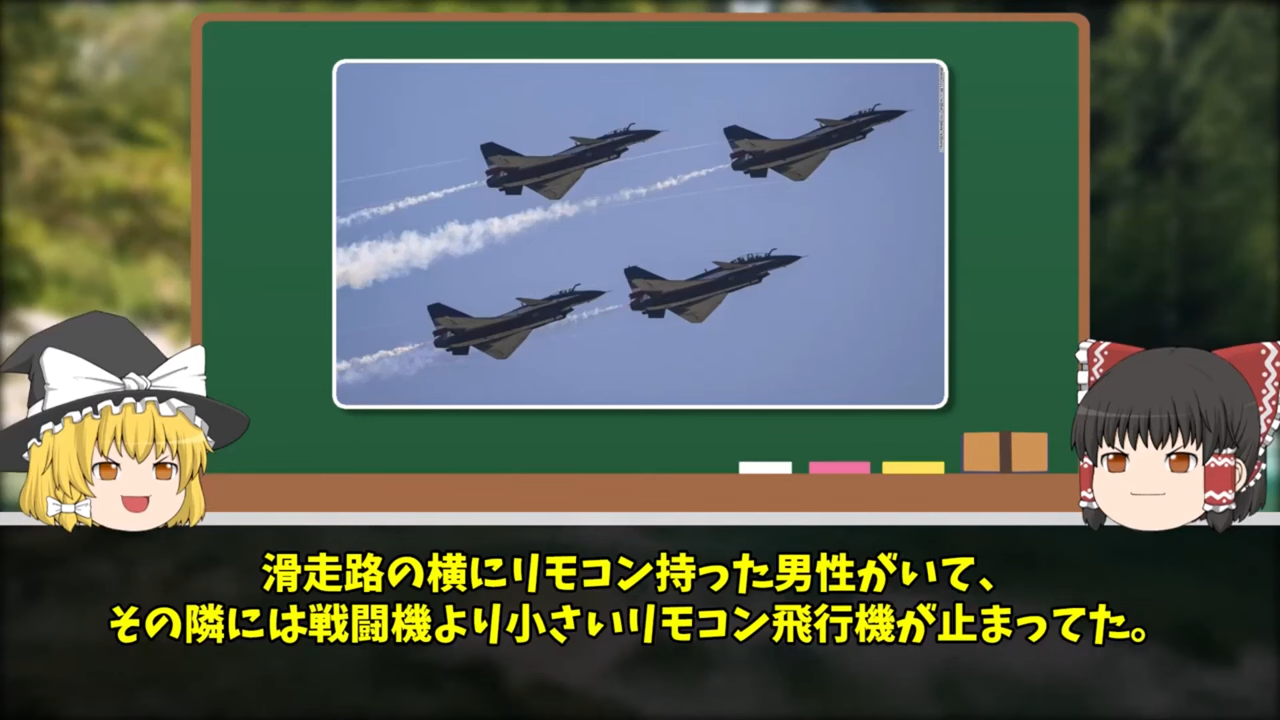 滑走路の横にリモコン持った男性がいて、
その隣には戦闘機より小さいリモコン飛行機が止まってた。